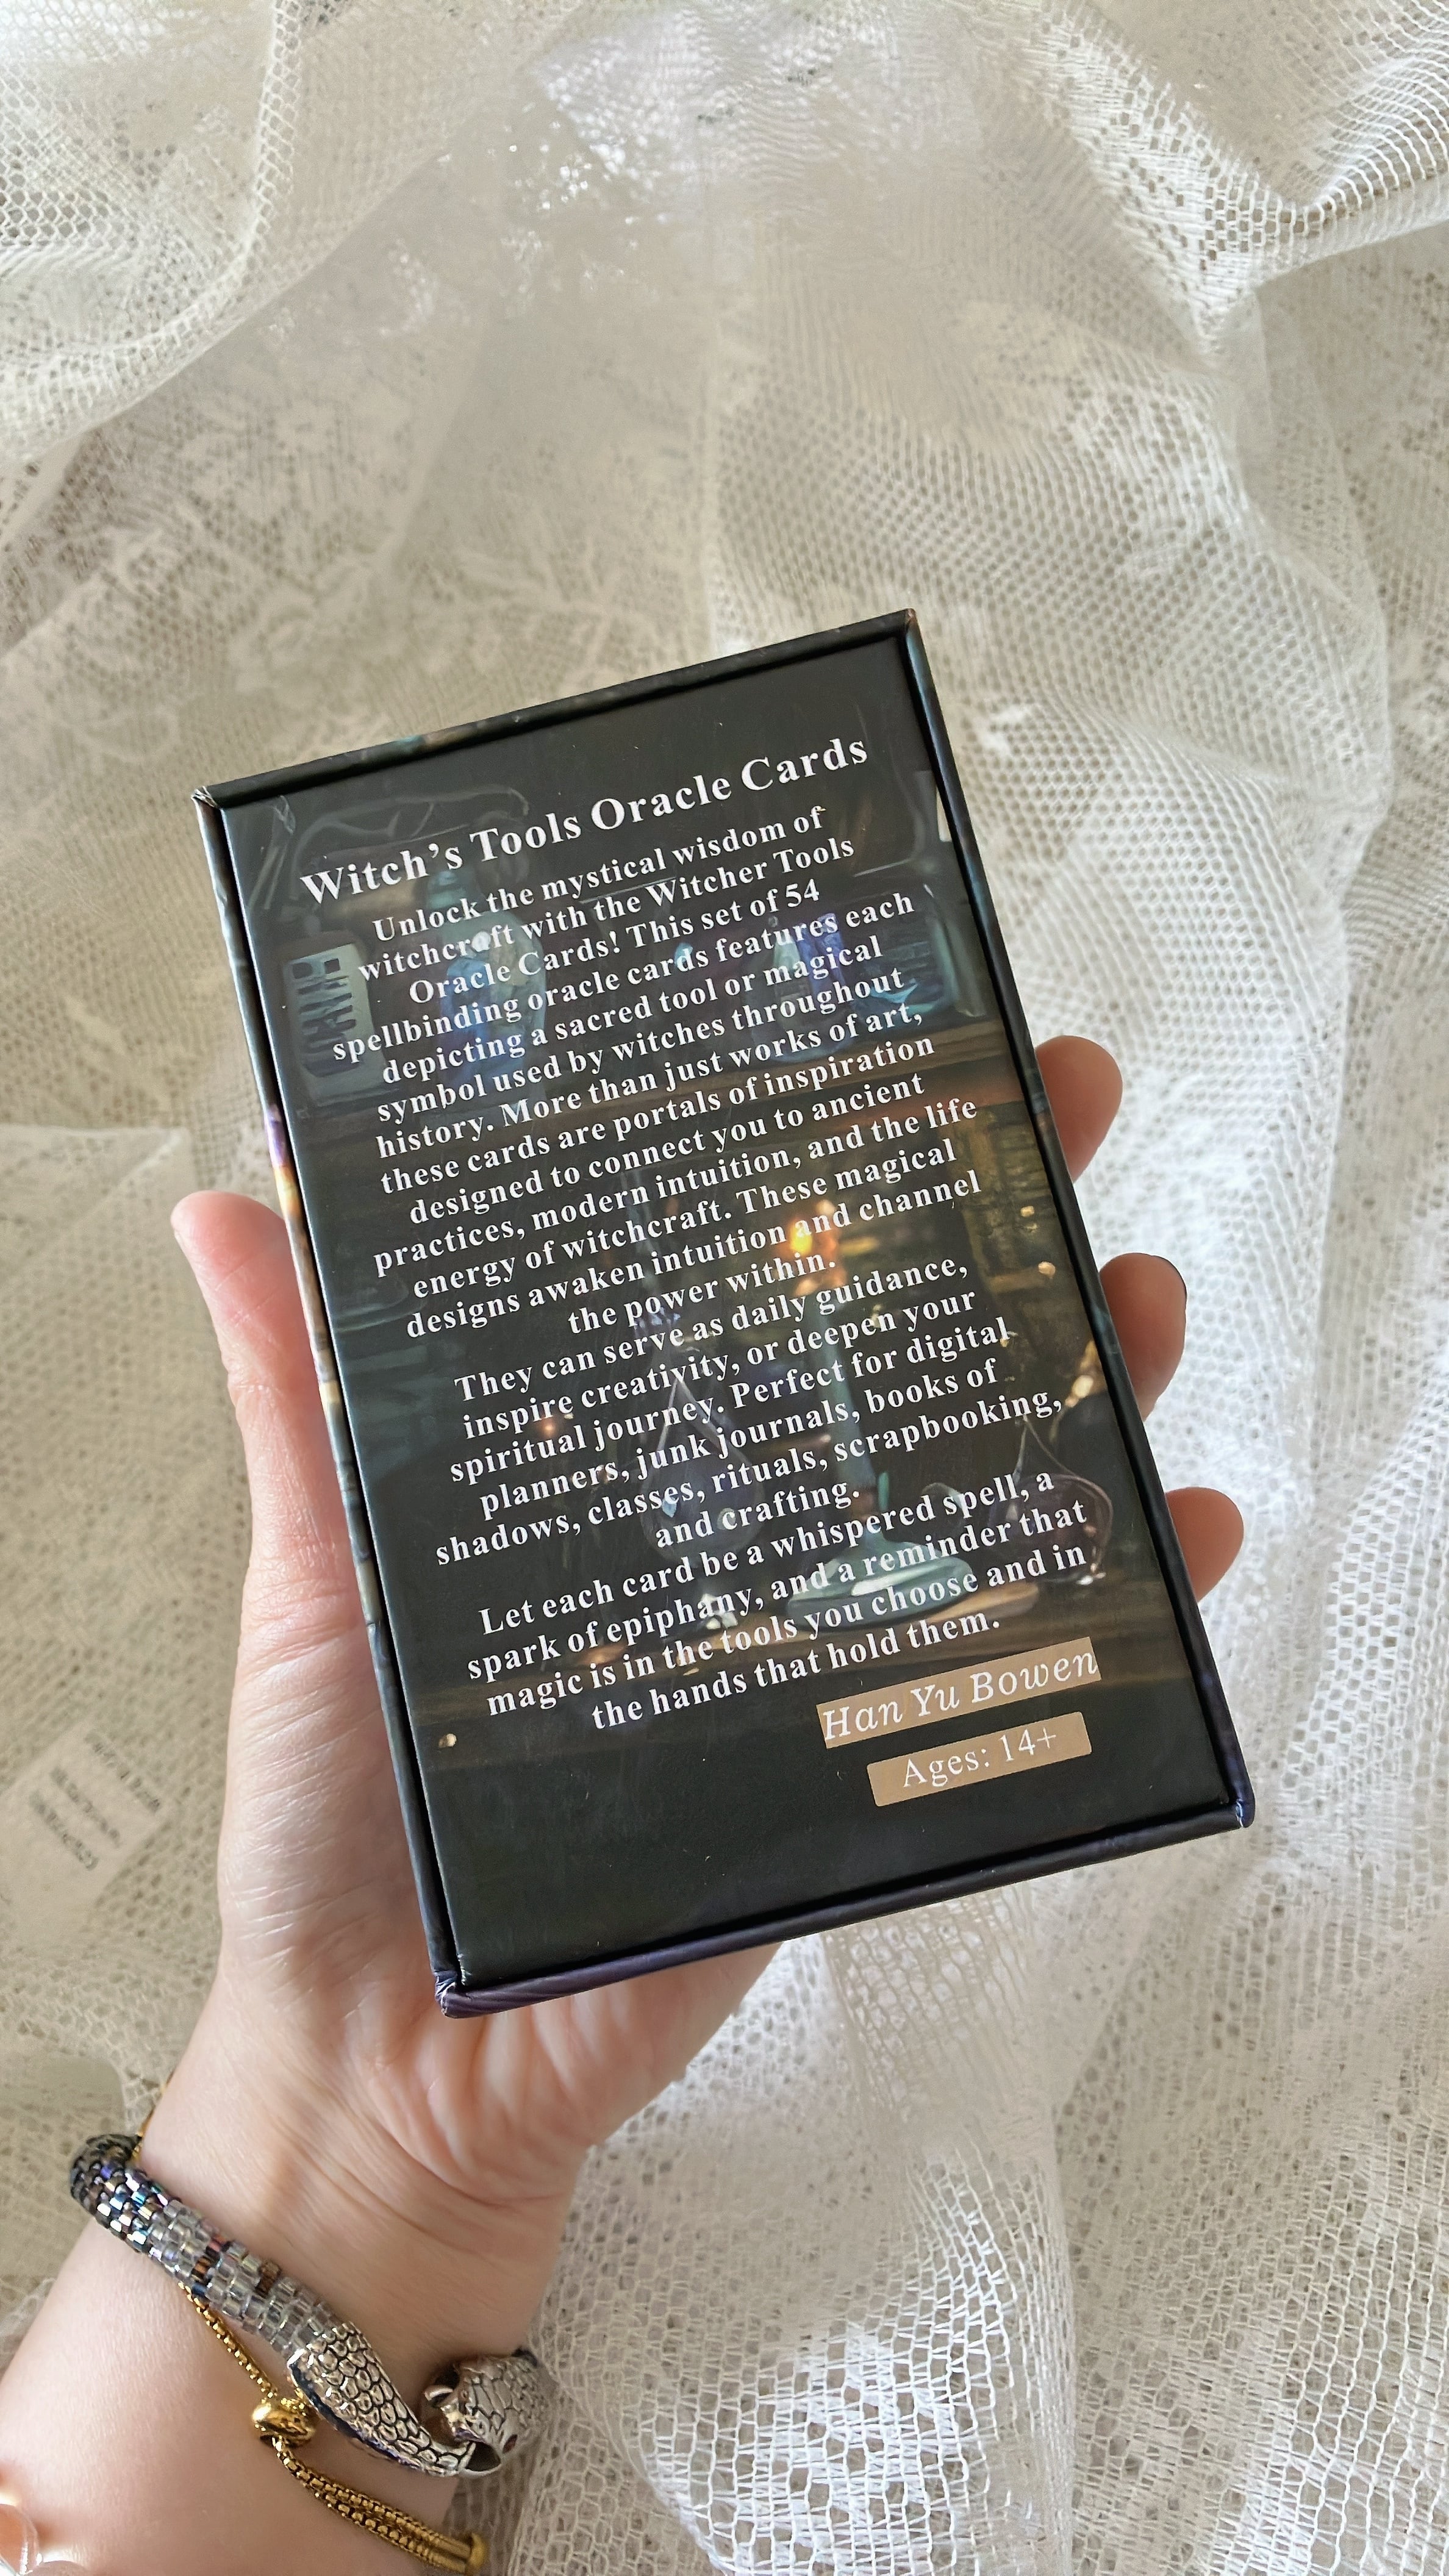 Witch's Tools Oracle Cards
Unlock the mystical wisdom of
witchcraft with the Witcher Tools
Oracle Cards! This set of 54
spellbinding oracle cards features each
depicting a sacred tool or magical
symbol used by witches throughout
history. More than just works of art,
these cards are portals of inspiration
designed to connect you to ancient
practices, modern intuition, and the life
energy of witchcraft. These magical
designs awaken intuition and channel
the power within.
They can serve as daily guidance,
inspire creativity, or deepen your
spiritual journey. Perfect for digital
planners, junk journals, books of
shadows, classes, rituals, scrapbooking,
and crafting.
Let each card be a whispered spell, a
spark of epiphany, and a reminder that
magic is in the tools you choose and in
the hands that hold them.
Han Yu Bowen
Ages: 14+